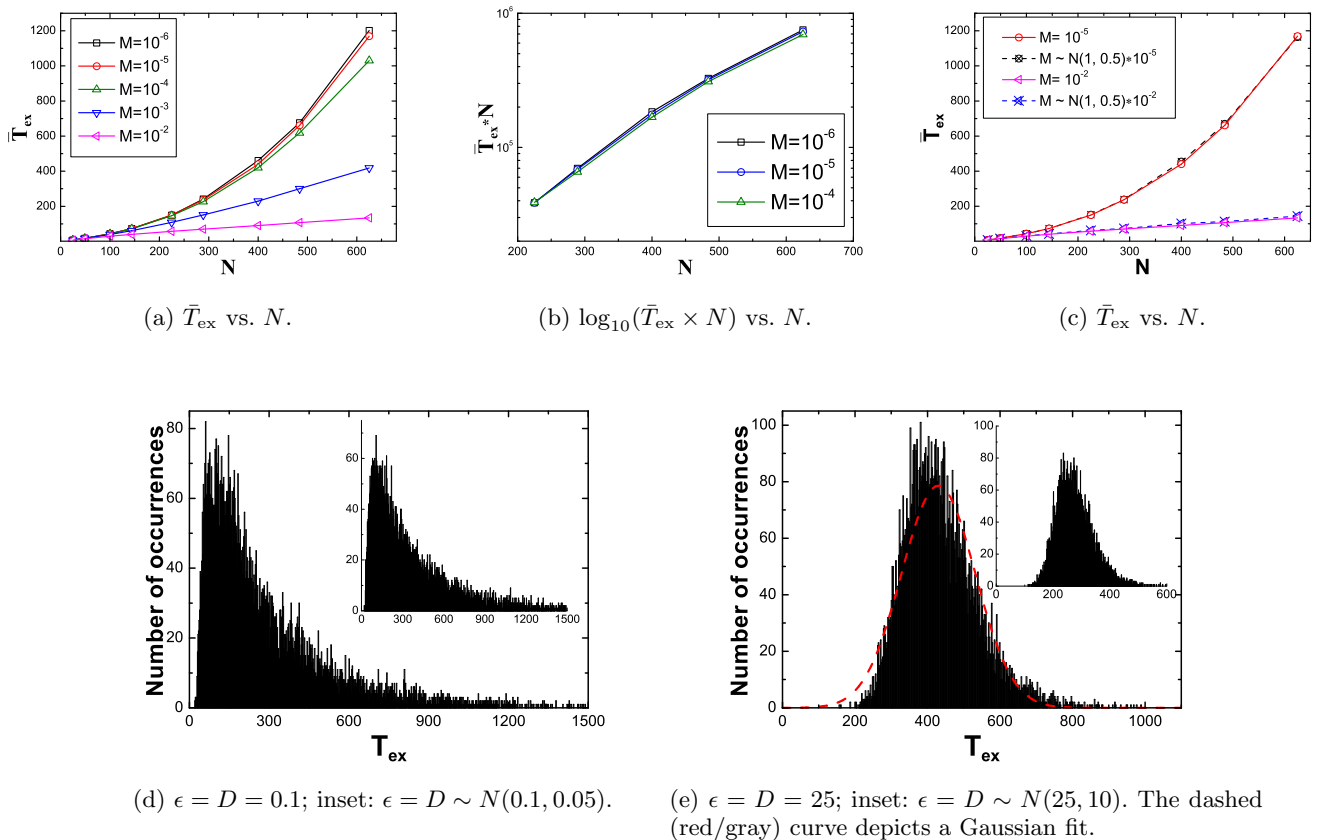 1200
1000
800
600
400
200
T̄ex
M=10-6
M=10-5
M=10-4
M=10-3
M=10-2
0 100 200 300 400 500 600
N
(a) T̄ex vs. N.
10^6
10^5
T̄ex*N
M=10-6
M=10-5
M=10-4
200 300 400 500 600 700
N
(b) log10(T̄ex × N) vs. N.
1200
1000
800
600
400
200
T̄ex
M= 10-5
M ~ N(1, 0.5)*10-5
M= 10-2
M ~ N(1, 0.5)*10-2
0 100 200 300 400 500 600
N
(c) T̄ex vs. N.
80
60
40
20
0
Number of occurrences
0 300 600 900 1200 1500
Tex
60
40
20
0
0 300 600 900 1200 1500
(d) ϵ = D = 0.1; inset: ϵ = D ∼ N(0.1, 0.05).
100
80
60
40
20
0
Number of occurrences
0 200 400 600 800 1000
Tex
100
80
60
40
20
0
0 200 400 600
(e) ϵ = D = 25; inset: ϵ = D ∼ N(25, 10). The dashed
(red/gray) curve depicts a Gaussian fit.